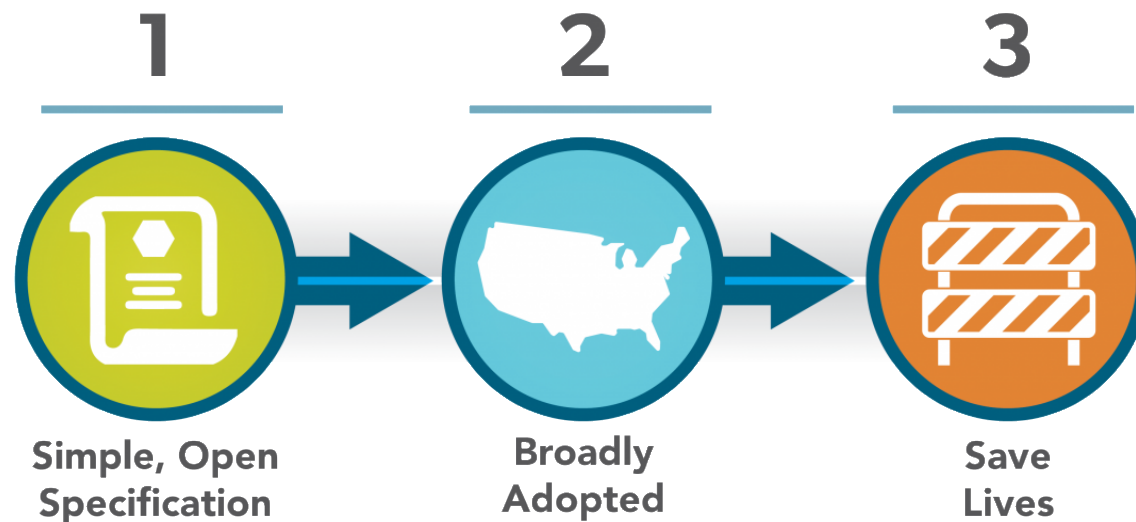 1
2
3
Simple, Open
Specification
Broadly
Adopted
Save
Lives